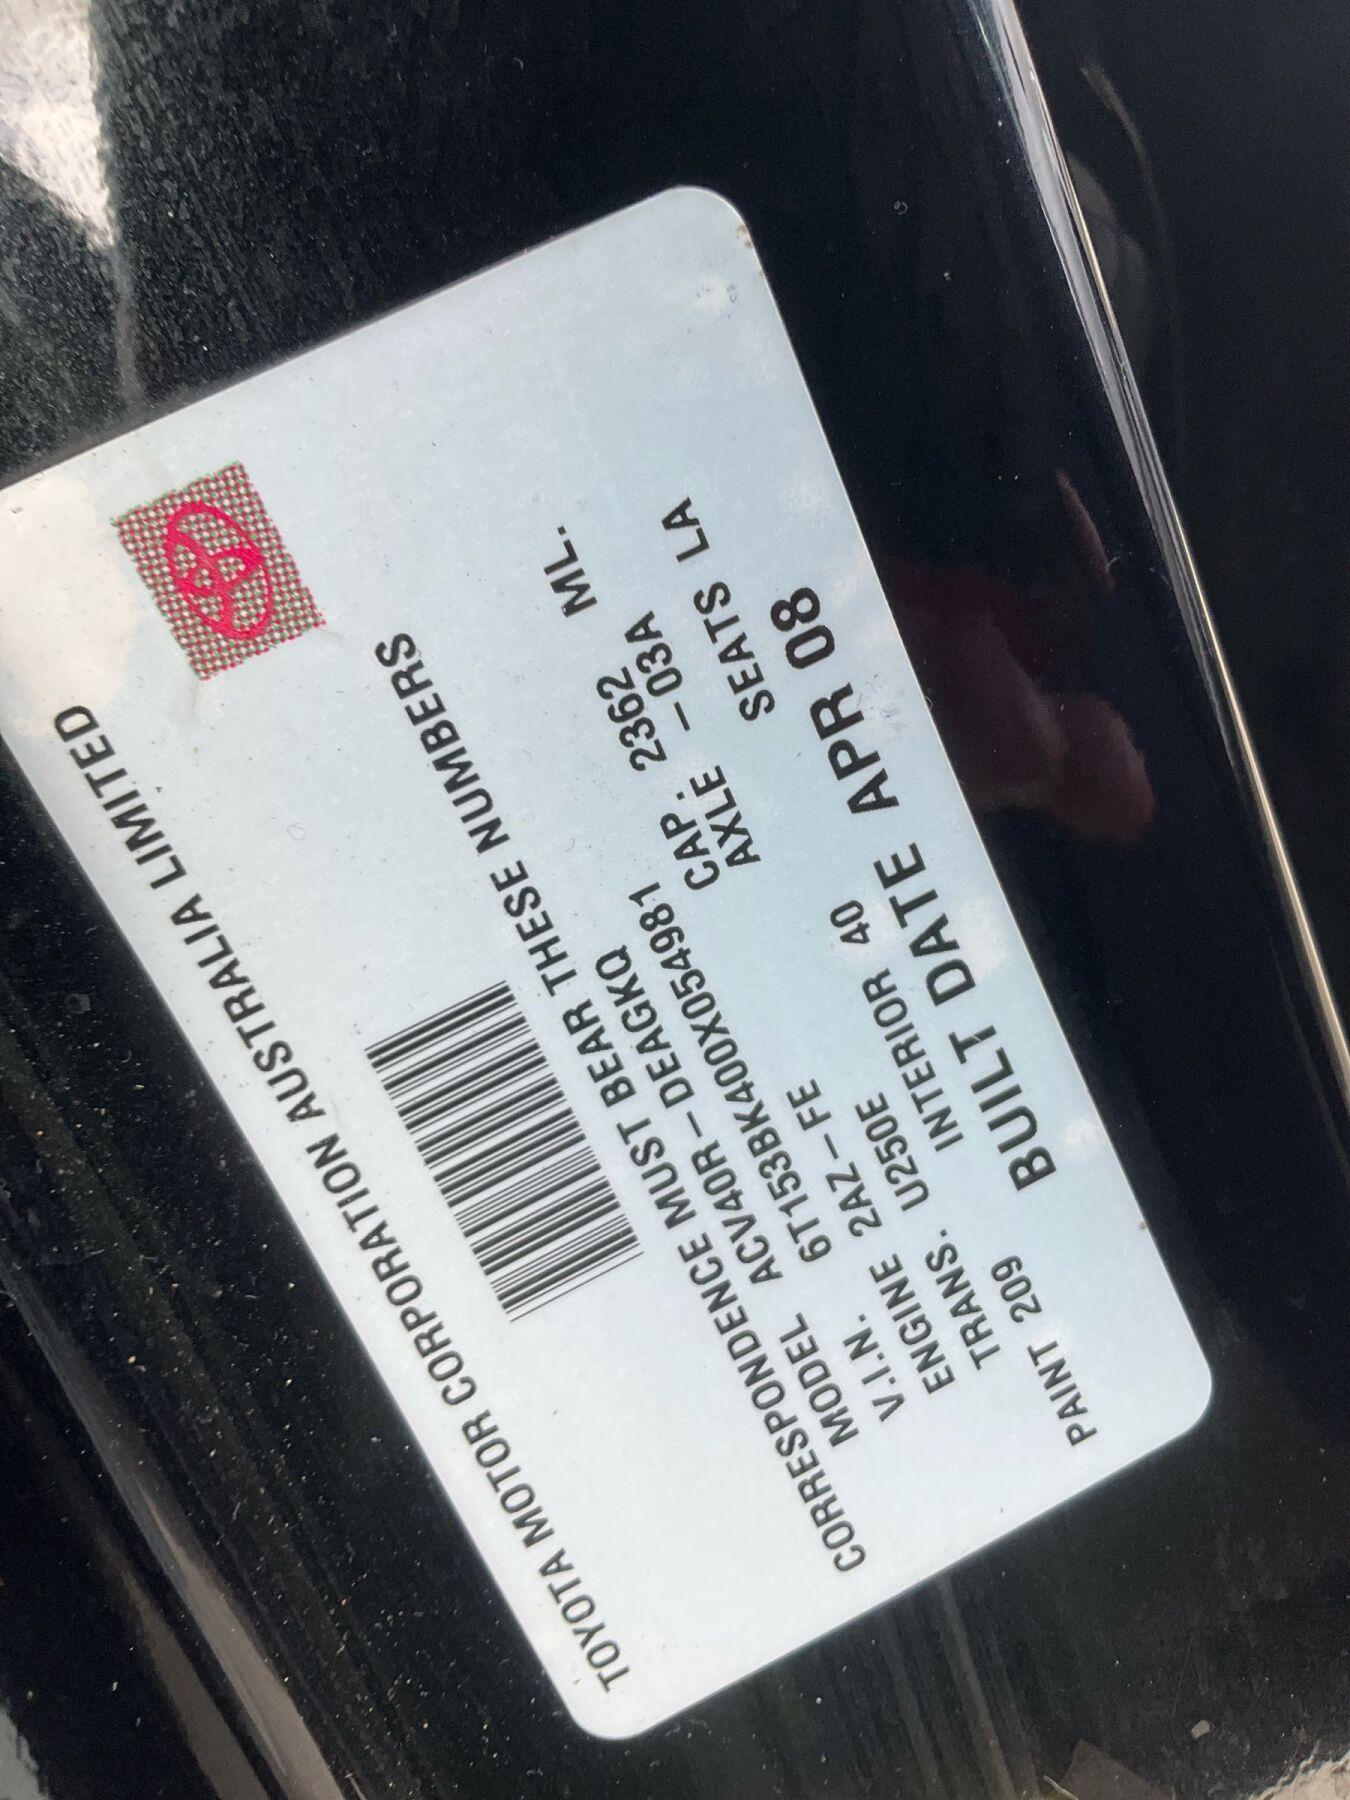 TOYOTA MOTOR CORPORATION AUSTRALIA LIMITED
CORRESPONDENCE MUST BEAR THESE NUMBERS
MODEL ACV40R-DEAGKQ
V.I.N. 6T153BK400X054981
ENGINE 2AZ-FE CAP. 2362 ML.
TRANS. U250E AXLE -03A
PAINT 209 INTERIOR 40 SEATS LA
BUILT DATE APR 08